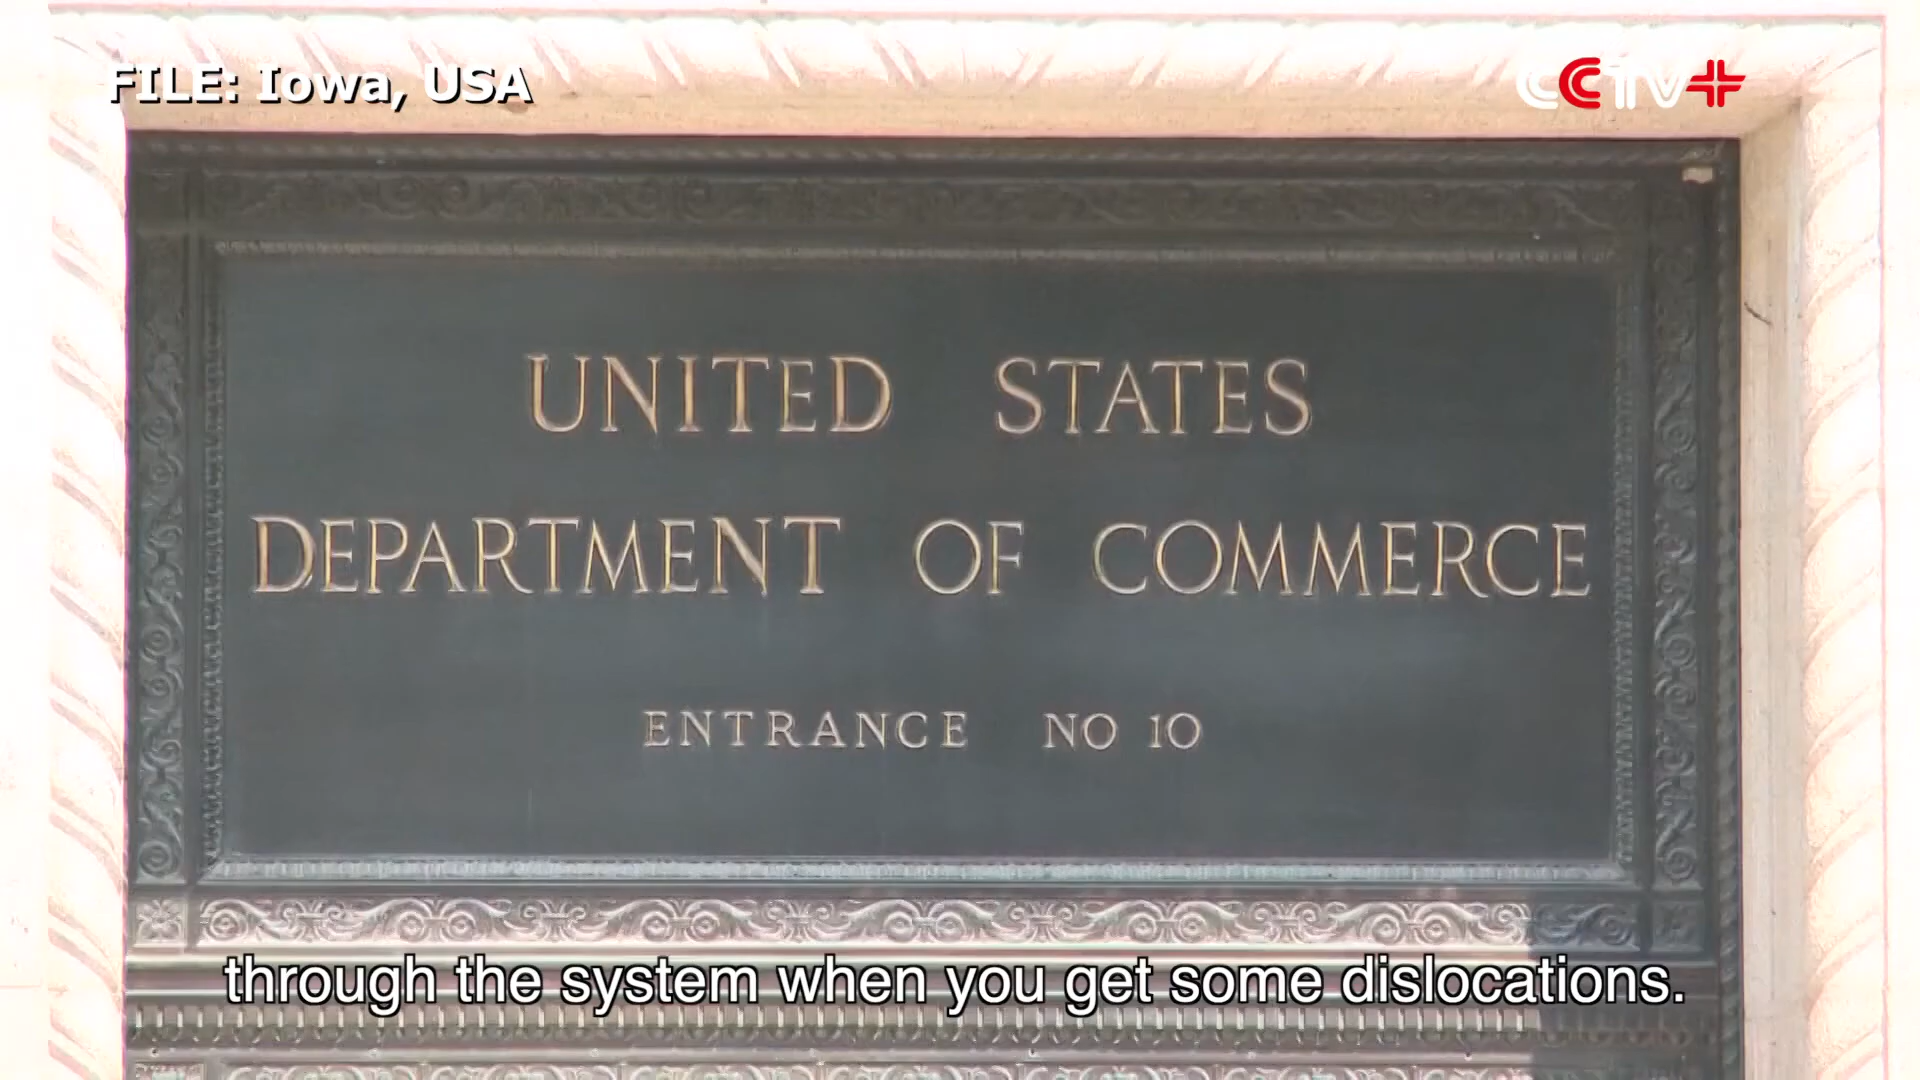 FILE: Iowa, USA
CCTV+
UNITED STATES
DEPARTMENT OF COMMERCE
ENTRANCE NO 10
through the system when you get some dislocations.